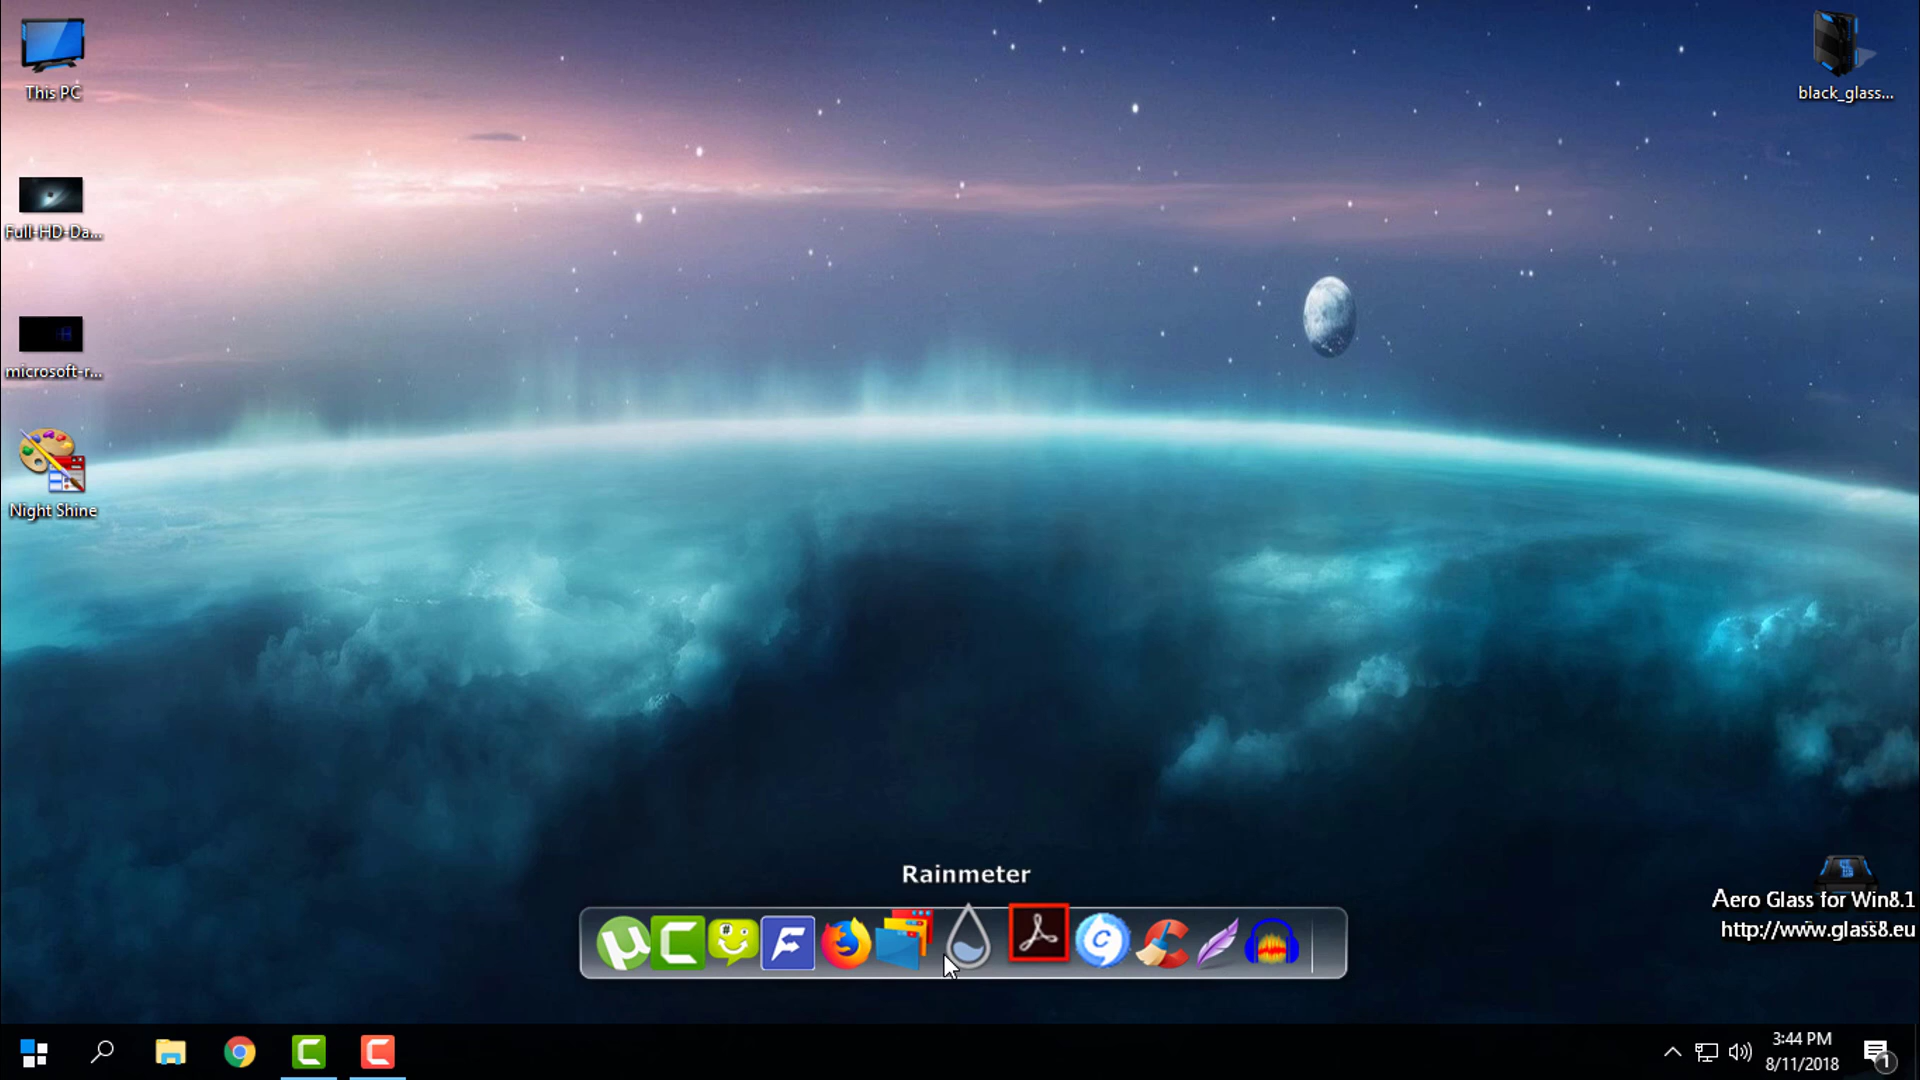 This PC
black_glass...
Full-HD-Da...
microsoft-r...
Night Shine
Rainmeter
Aero Glass for Win8.1
http://www.glass8.eu
3:44 PM
8/11/2018
1